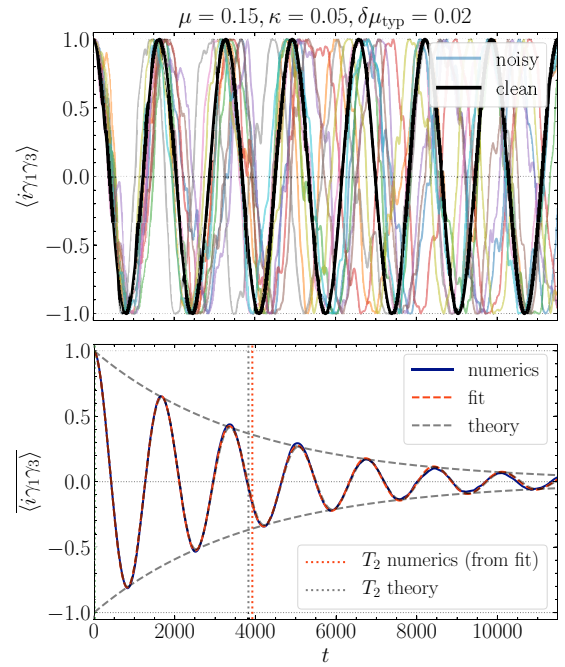 μ = 0.15, κ = 0.05, δμ_typ = 0.02
1.0
0.5
0.0
−0.5
−1.0
⟨iγ₁γ₃⟩
noisy
clean
1.0
0.5
0.0
−0.5
−1.0
⟨iγ₁γ₃⟩
numerics
fit
theory
T₂ numerics (from fit)
T₂ theory
0 2000 4000 6000 8000 10000
t